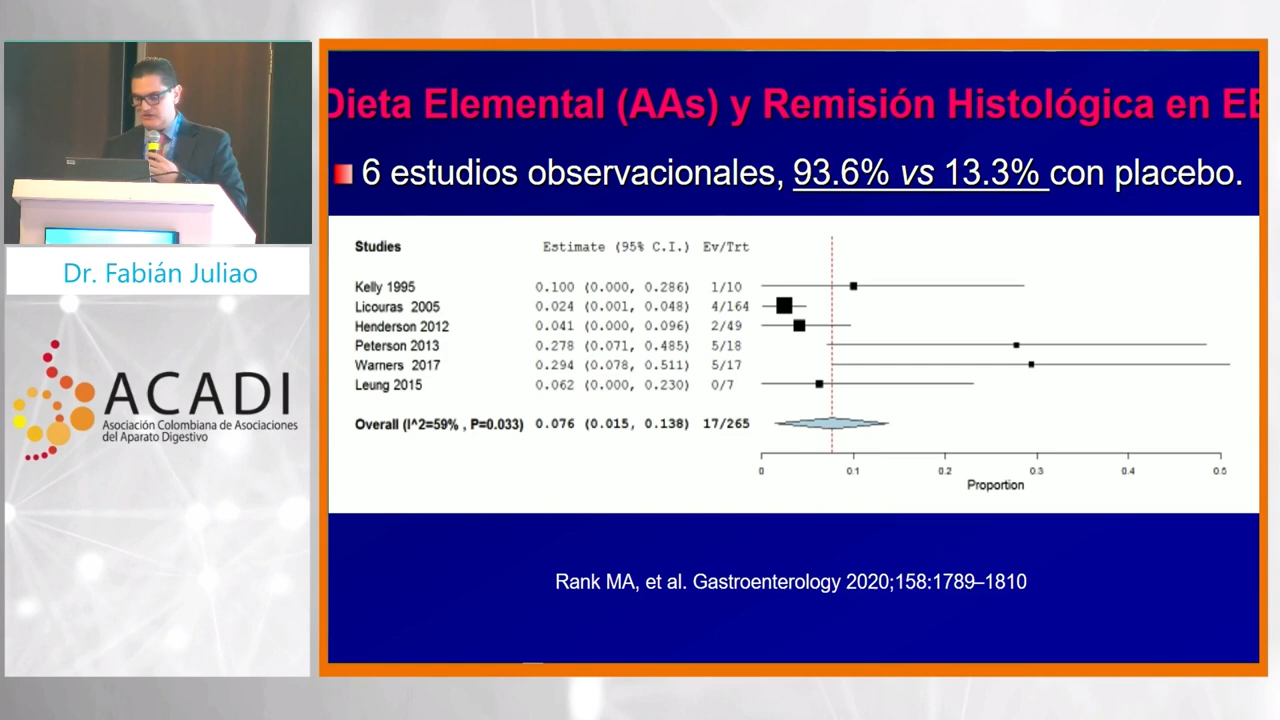 Dieta Elemental (AAs) y Remisión Histológica en EE
6 estudios observacionales, 93.6% vs 13.3% con placebo.
Studies Estimate (95% C.I.) Ev/Trt
Kelly 1995 0.100 (0.000, 0.286) 1/10
Licouras 2005 0.024 (0.001, 0.048) 4/164
Henderson 2012 0.041 (0.000, 0.096) 2/49
Peterson 2013 0.278 (0.071, 0.485) 5/18
Warners 2017 0.294 (0.078, 0.511) 5/17
Leung 2015 0.062 (0.000, 0.230) 0/7
Overall (I^2=59% , P=0.033) 0.076 (0.015, 0.138) 17/265
0 0.1 0.2 0.3 0.4 0.5
Proportion
Rank MA, et al. Gastroenterology 2020;158:1789–1810
Dr. Fabián Juliao
ACADI
Asociación Colombiana de Asociaciones
del Aparato Digestivo